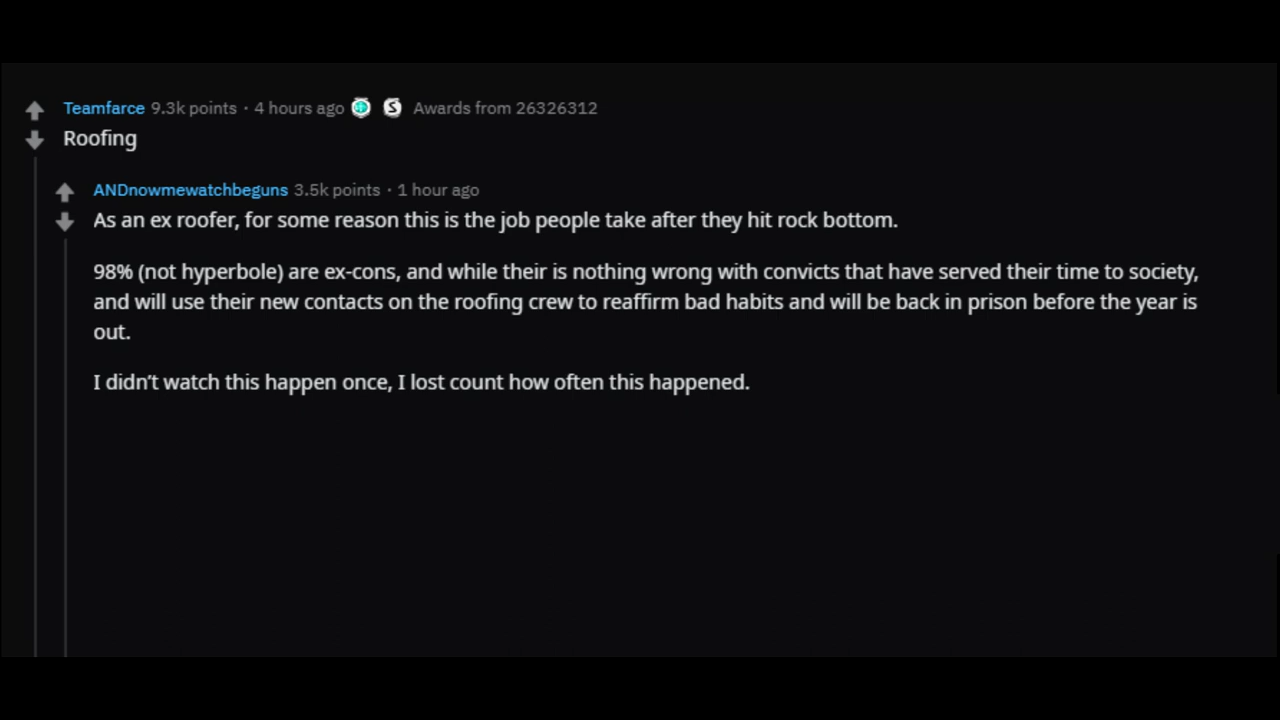 Teamfarce 9.3k points · 4 hours ago S Awards from 26326312
Roofing
ANDnowmewatchbeguns 3.5k points · 1 hour ago
As an ex roofer, for some reason this is the job people take after they hit rock bottom.
98% (not hyperbole) are ex-cons, and while their is nothing wrong with convicts that have served their time to society,
and will use their new contacts on the roofing crew to reaffirm bad habits and will be back in prison before the year is
out.
I didn't watch this happen once, I lost count how often this happened.